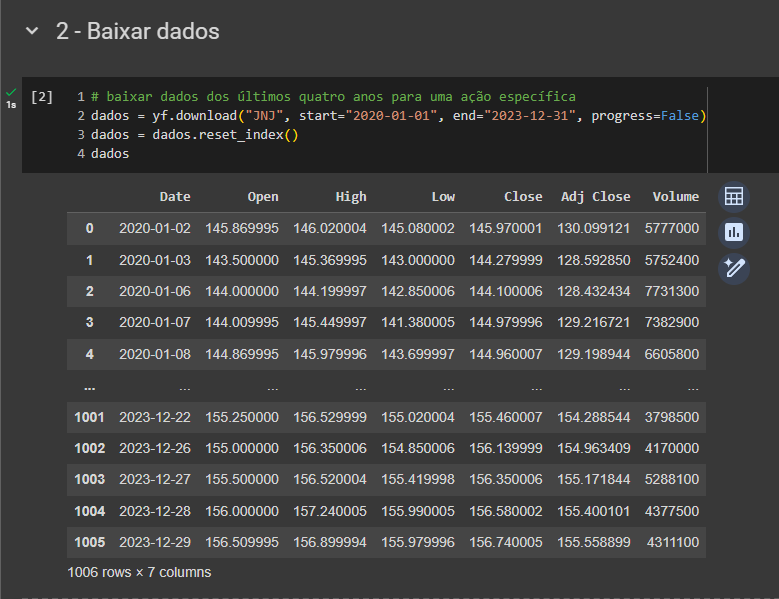 2 - Baixar dados
1s
[2]
1 # baixar dados dos últimos quatro anos para uma ação específica
2 dados = yf.download("JNJ", start="2020-01-01", end="2023-12-31", progress=False)
3 dados = dados.reset_index()
4 dados
Date Open High Low Close Adj Close Volume
0 2020-01-02 145.869995 146.020004 145.080002 145.970001 130.099121 5777000
1 2020-01-03 143.500000 145.369995 143.000000 144.279999 128.592850 5752400
2 2020-01-06 144.000000 144.199997 142.850006 144.100006 128.432434 7731300
3 2020-01-07 144.009995 145.449997 141.380005 144.979996 129.216721 7382900
4 2020-01-08 144.869995 145.979996 143.699997 144.960007 129.198944 6605800
... ... ... ... ... ... ... ...
1001 2023-12-22 155.250000 156.529999 155.020004 155.460007 154.288544 3798500
1002 2023-12-26 155.000000 156.350006 154.850006 156.139999 154.963409 4170000
1003 2023-12-27 155.500000 156.520004 155.419998 156.350006 155.171844 5288100
1004 2023-12-28 156.000000 157.240005 155.990005 156.580002 155.400101 4377500
1005 2023-12-29 156.509995 156.899994 155.979996 156.740005 155.558899 4311100
1006 rows × 7 columns